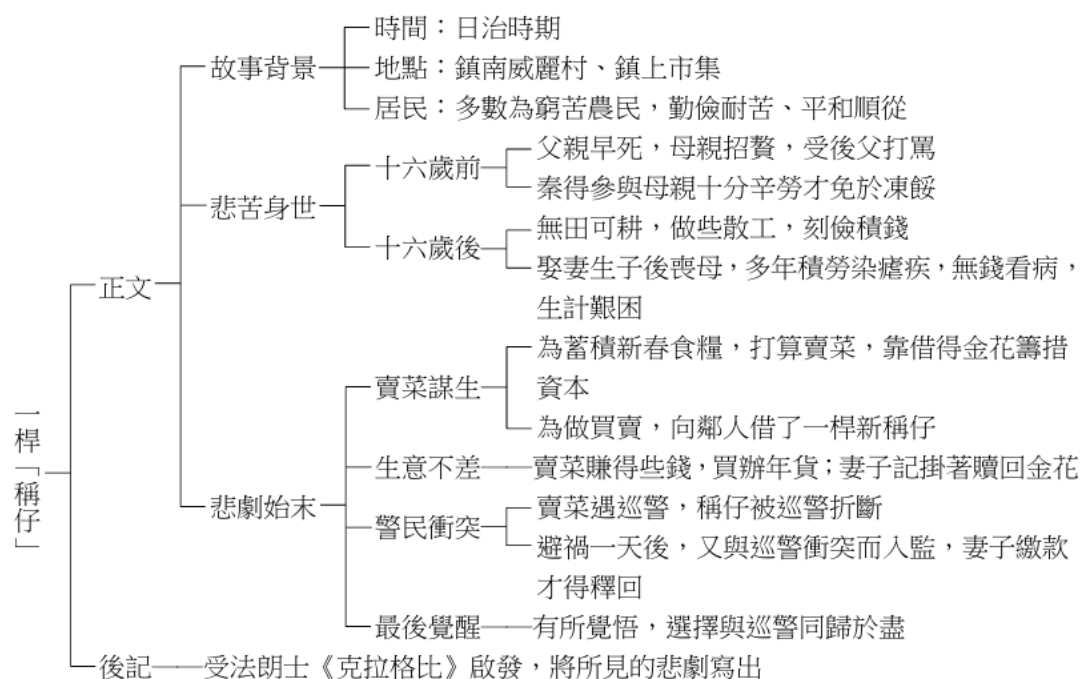 一桿「稱仔」
正文
故事背景
時間：日治時期
地點：鎮南威麗村、鎮上市集
居民：多數為窮苦農民，勤儉耐苦、平和順從
悲苦身世
十六歲前
父親早死，母親招贅，受後父打罵
秦得參與母親十分辛勞才免於凍餒
十六歲後
無田可耕，做些散工，刻儉積錢
娶妻生子後喪母，多年積勞染瘧疾，無錢看病，
生計艱困
悲劇始末
賣菜謀生
為蓄積新春食糧，打算賣菜，靠借得金花籌措
資本
為做買賣，向鄰人借了一桿新稱仔
生意不差
賣菜賺得些錢，買辦年貨；妻子記掛著贖回金花
警民衝突
賣菜遇巡警，稱仔被巡警折斷
避禍一天後，又與巡警衝突而入監，妻子繳款
才得釋回
最後覺醒
有所覺悟，選擇與巡警同歸於盡
後記
受法朗士《克拉格比》啟發，將所見的悲劇寫出